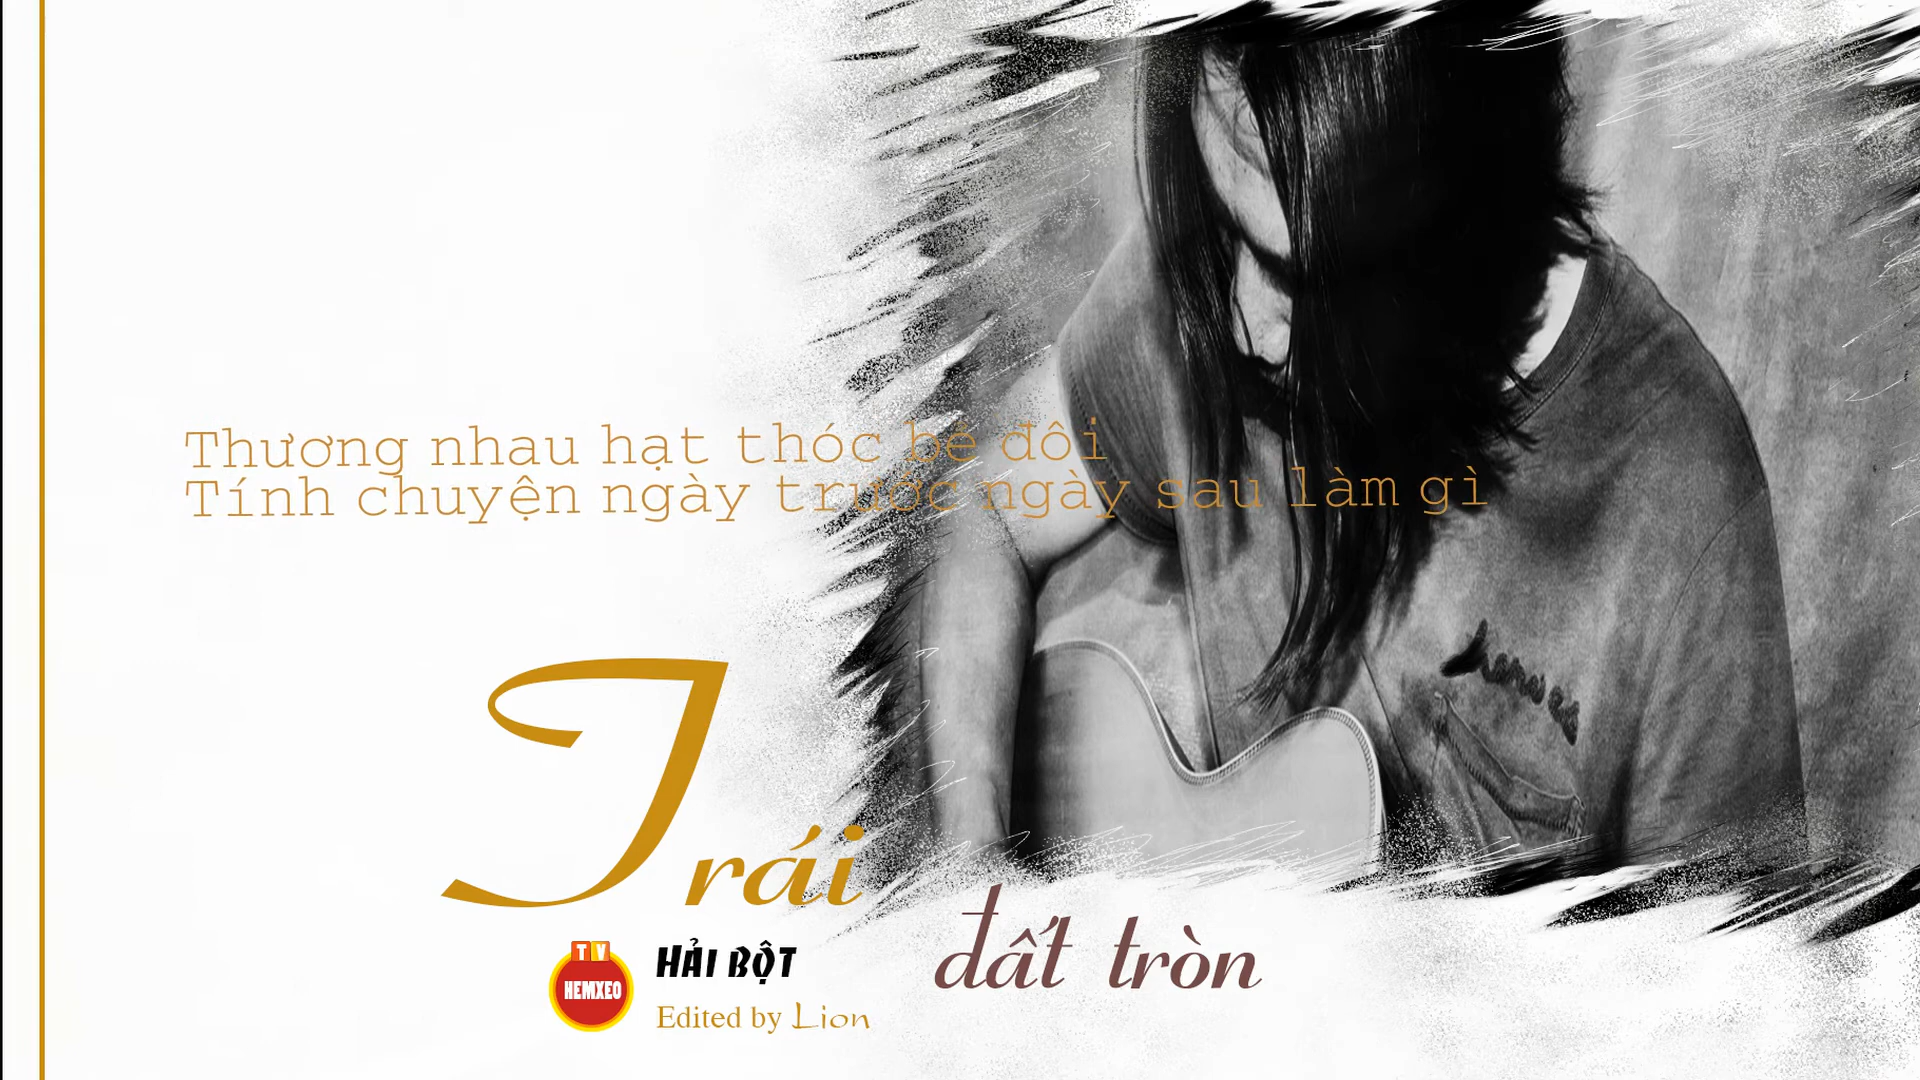 Thương nhau hạt thóc bẻ đôi
Tính chuyện ngày trước ngày sau làm gì
Trái
đất tròn
TV
HEMXEO
HẢI BỘT
Edited by Lion